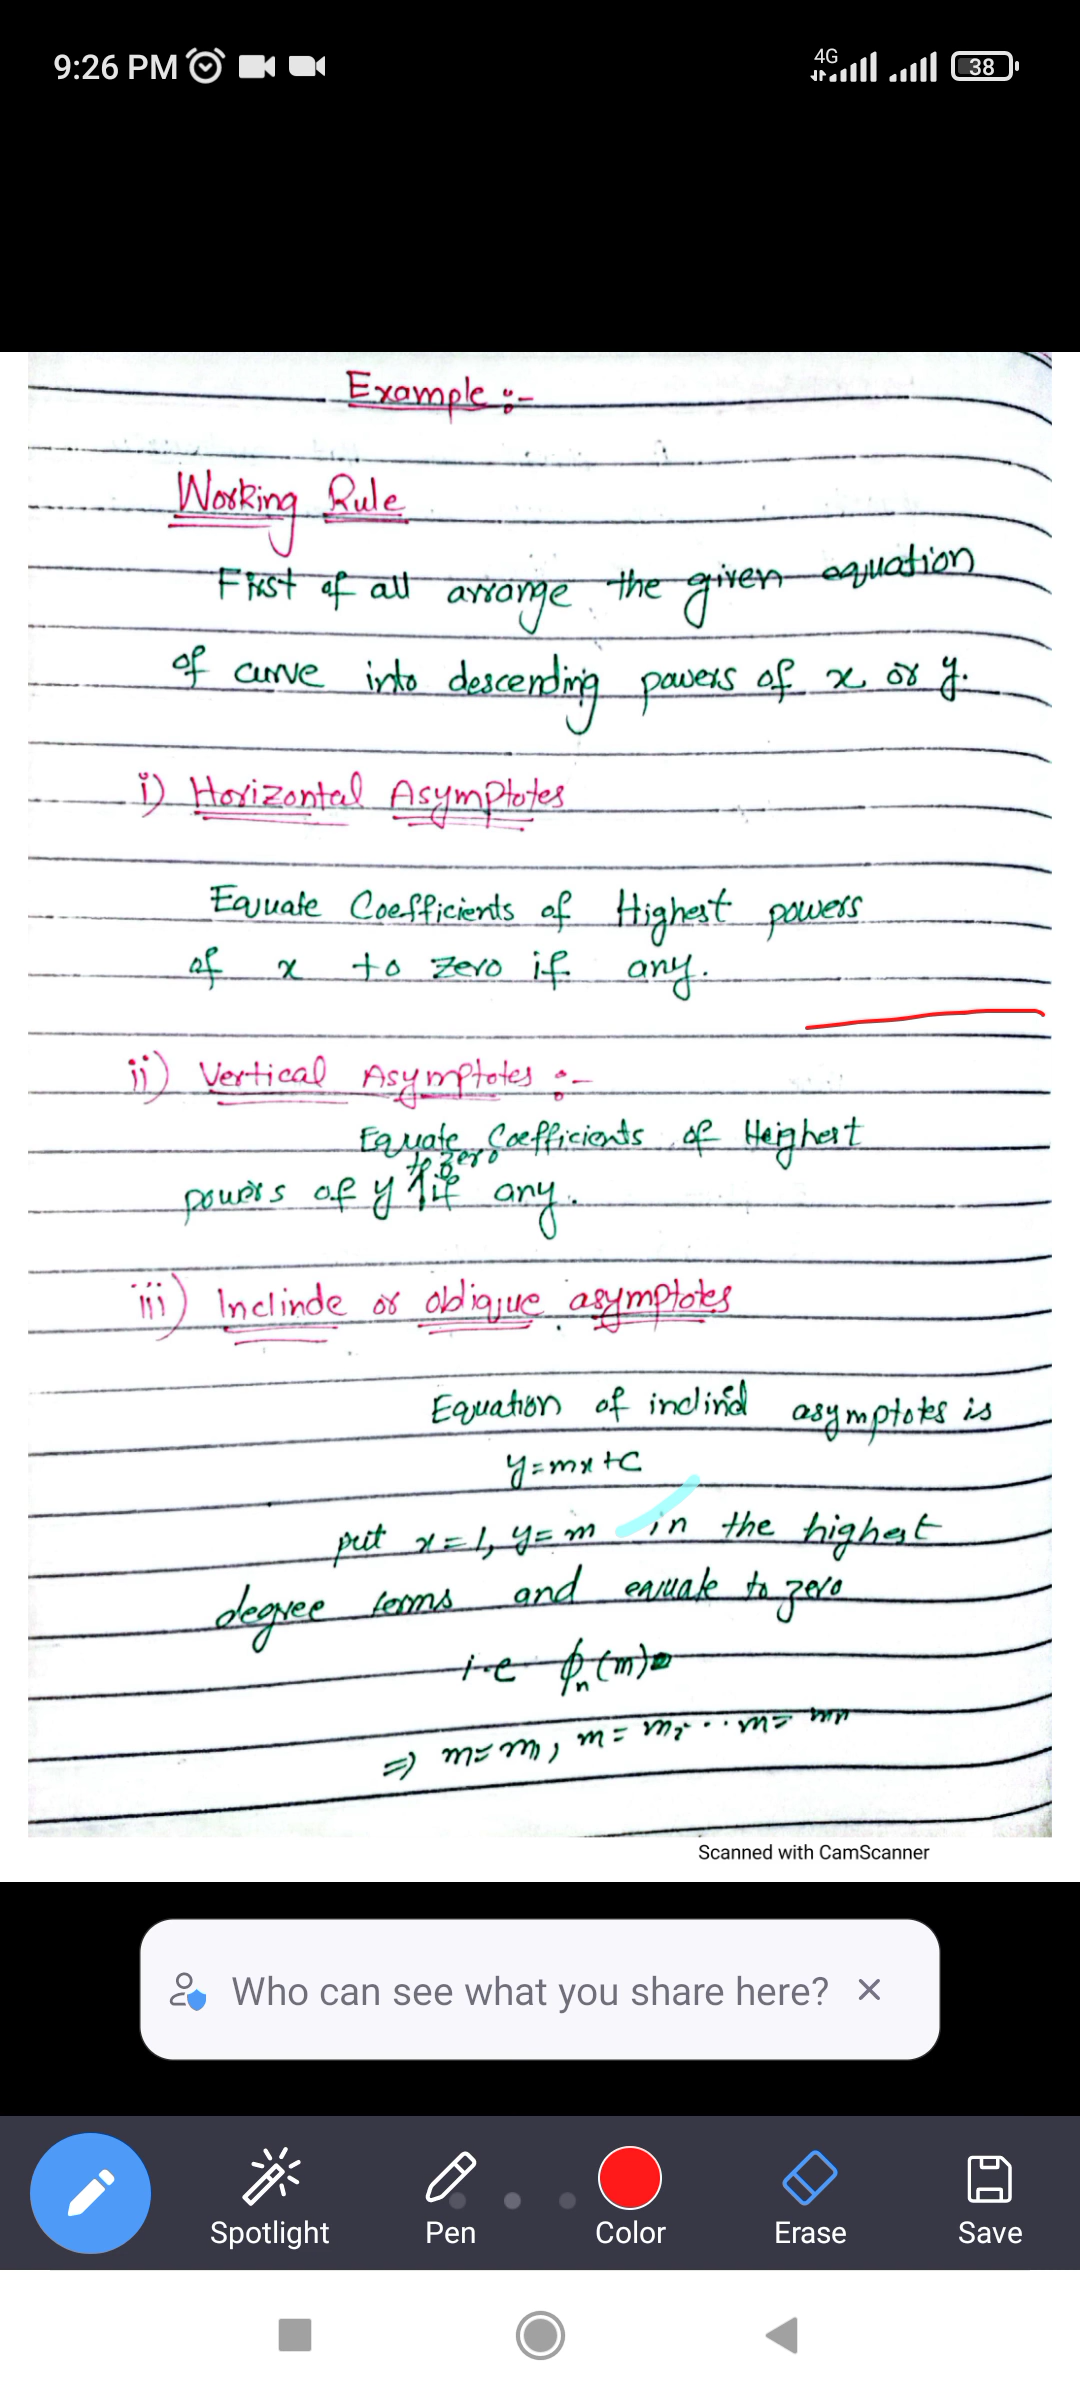 9:26 PM 4G 38
Example :-
Working Rule
First of all arrange the given equation
of curve into descending powers of x or y.
i) Horizontal Asymptotes
Equate Coefficients of Highest powers
of x to zero if any.
ii) Vertical Asymptotes :-
Equate Coefficients of Heighest
to zero
powers of y if any.
iii) Inclinde or oblique asymptotes
Equation of inclind asymptotes is
y=mx+c
put x=1, y=m in the highest
degree terms and equate to zero
i.e ϕn(m)=
⇒ m=m1, m=m2...m=mn
Scanned with CamScanner
Who can see what you share here?
Spotlight Pen Color Erase Save